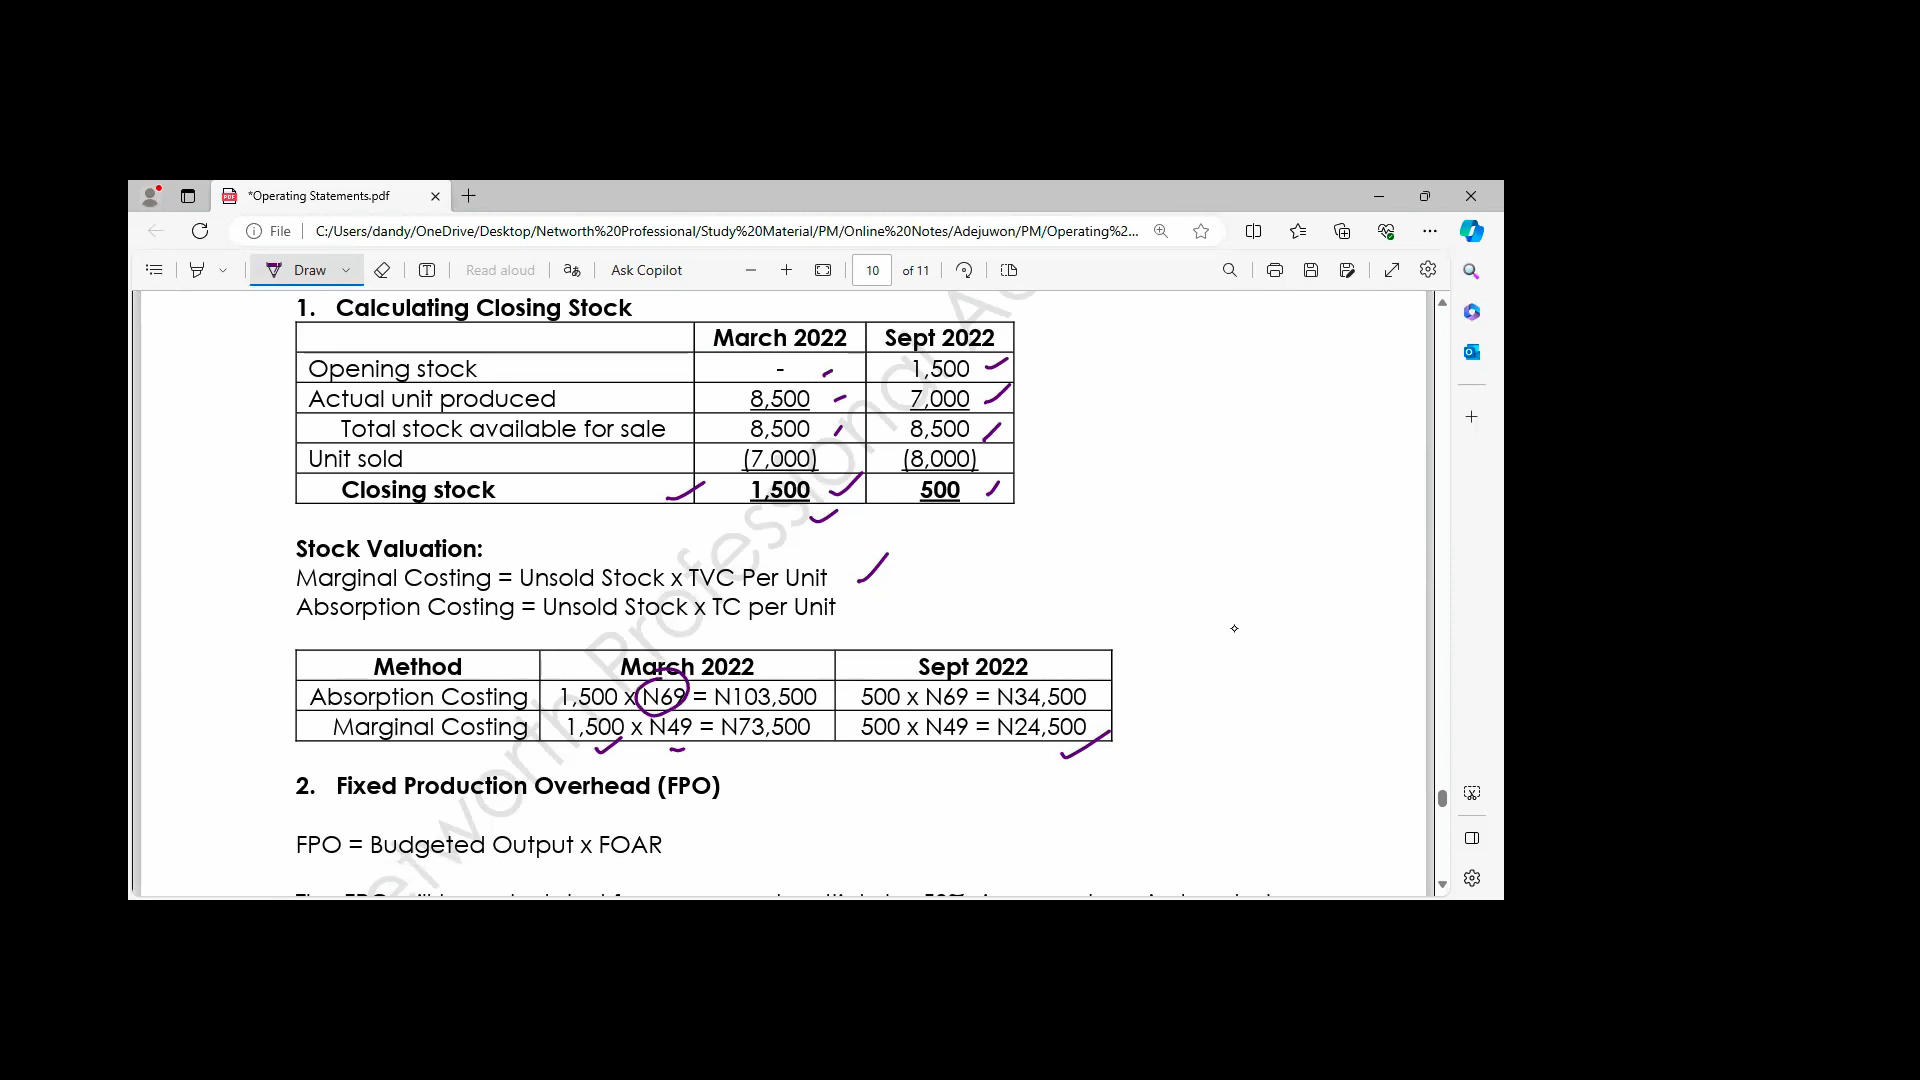 *Operating Statements.pdf
File
C:/Users/dandy/OneDrive/Desktop/Networth%20Professional/Study%20Material/PM/Online%20Notes/Adejuwon/PM/Operating%2...
Draw
Read aloud
Ask Copilot
10 of 11
1. Calculating Closing Stock
March 2022 Sept 2022
Opening stock - 1,500
Actual unit produced 8,500 7,000
Total stock available for sale 8,500 8,500
Unit sold (7,000) (8,000)
Closing stock 1,500 500
Stock Valuation:
Marginal Costing = Unsold Stock x TVC Per Unit
Absorption Costing = Unsold Stock x TC per Unit
Method March 2022 Sept 2022
Absorption Costing 1,500 x N69 = N103,500 500 x N69 = N34,500
Marginal Costing 1,500 x N49 = N73,500 500 x N49 = N24,500
2. Fixed Production Overhead (FPO)
FPO = Budgeted Output x FOAR